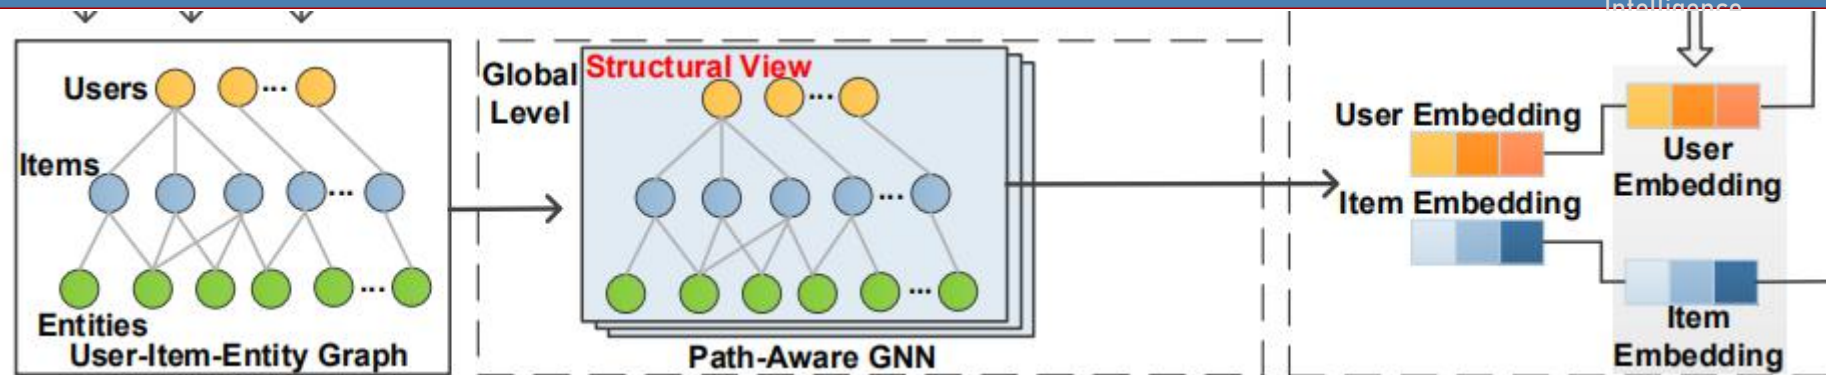 Intelligence
Users
Items
Entities
User-Item-Entity Graph
Global
Level
Structural View
Path-Aware GNN
User Embedding
Item Embedding
User
Embedding
Item
Embedding